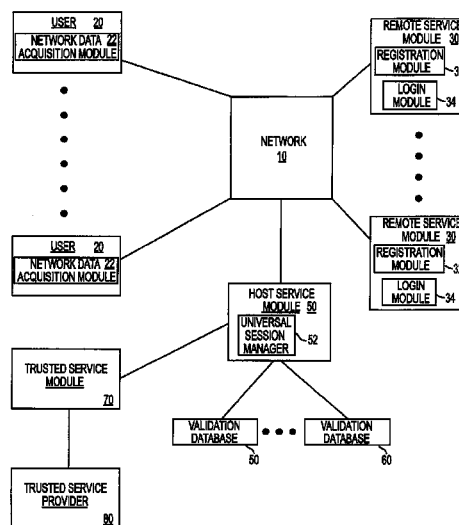 USER 20
NETWORK DATA 22
ACQUISITION MODULE
REMOTE SERVICE
MODULE 30
REGISTRATION
MODULE
3
LOGIN
MODULE
34
NETWORK
10
USER 20
NETWORK DATA 22
ACQUISITION MODULE
REMOTE SERVICE
MODULE 30
REGISTRATION
MODULE
3
LOGIN
MODULE
34
HOST SERVICE
MODULE 50
UNIVERSAL
SESSION
MANAGER
52
TRUSTED SERVICE
MODULE
70
VALIDATION
DATABASE
50
VALIDATION
DATABASE
60
TRUSTED SERVICE
PROVIDER
80